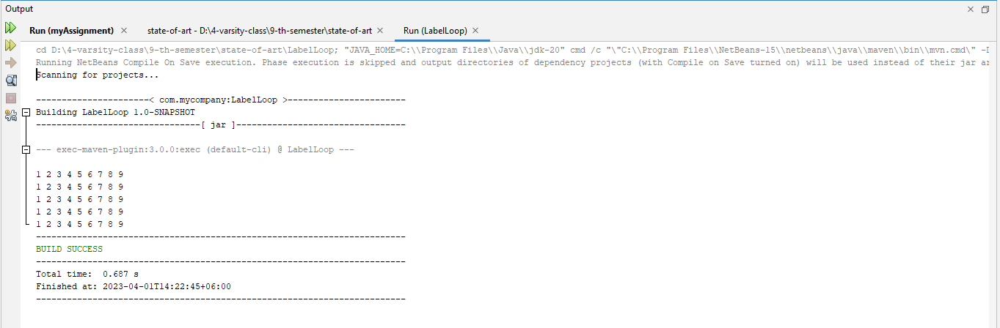 Output
Run (myAssignment) state-of-art - D:\4-varsity-class\9-th-semester\state-of-art Run (LabelLoop)
cd D:\4-varsity-class\9-th-semester\state-of-art\LabelLoop; "JAVA_HOME=C:\\Program Files\\Java\\jdk-20" cmd /c "\"C:\\Program Files\\NetBeans-15\\netbeans\\java\\maven\\bin\\mvn.cmd\" -D
Running NetBeans Compile On Save execution. Phase execution is skipped and output directories of dependency projects (with Compile on Save turned on) will be used instead of their jar ar
Scanning for projects...
----------------------< com.mycompany:LabelLoop >-----------------------
Building LabelLoop 1.0-SNAPSHOT
--------------------------------[ jar ]---------------------------------
--- exec-maven-plugin:3.0.0:exec (default-cli) @ LabelLoop ---
1 2 3 4 5 6 7 8 9
1 2 3 4 5 6 7 8 9
1 2 3 4 5 6 7 8 9
1 2 3 4 5 6 7 8 9
1 2 3 4 5 6 7 8 9
------------------------------------------------------------------------
BUILD SUCCESS
------------------------------------------------------------------------
Total time:  0.687 s
Finished at: 2023-04-01T14:22:45+06:00
------------------------------------------------------------------------